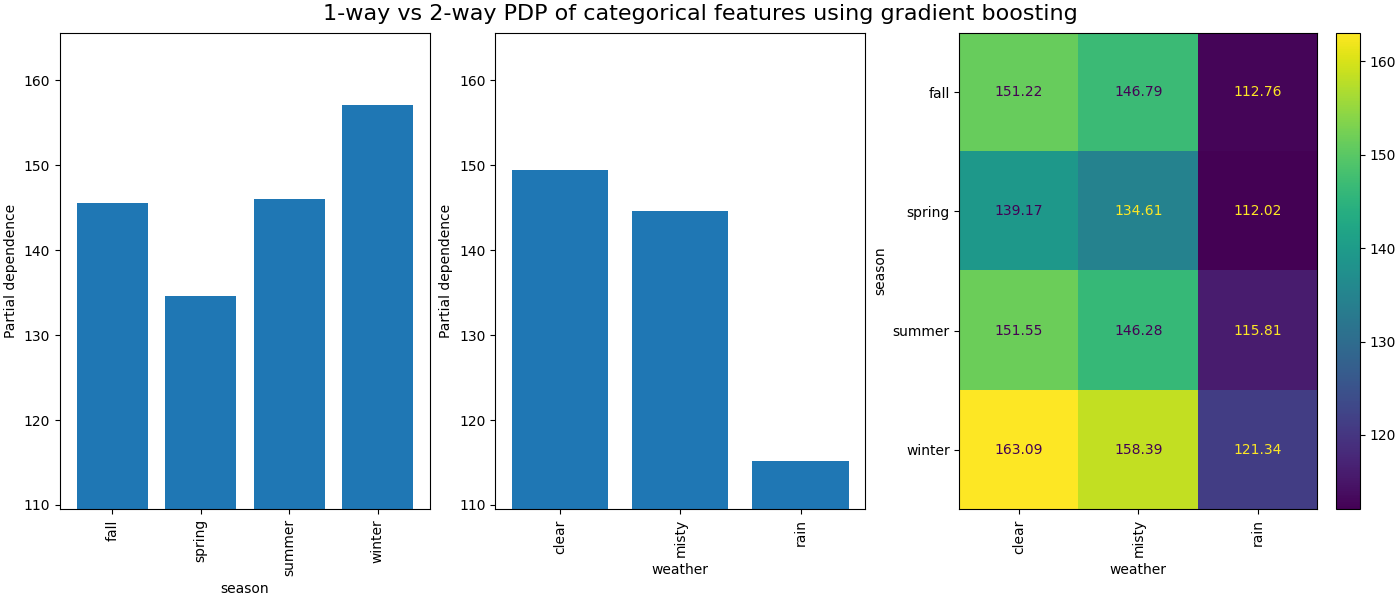 1-way vs 2-way PDP of categorical features using gradient boosting
Partial dependence
160
150
140
130
120
110
fall
spring
summer
winter
season
Partial dependence
160
150
140
130
120
110
clear
misty
rain
weather
season
fall
spring
summer
winter
151.22 146.79 112.76
139.17 134.61 112.02
151.55 146.28 115.81
163.09 158.39 121.34
clear
misty
rain
weather
160
150
140
130
120